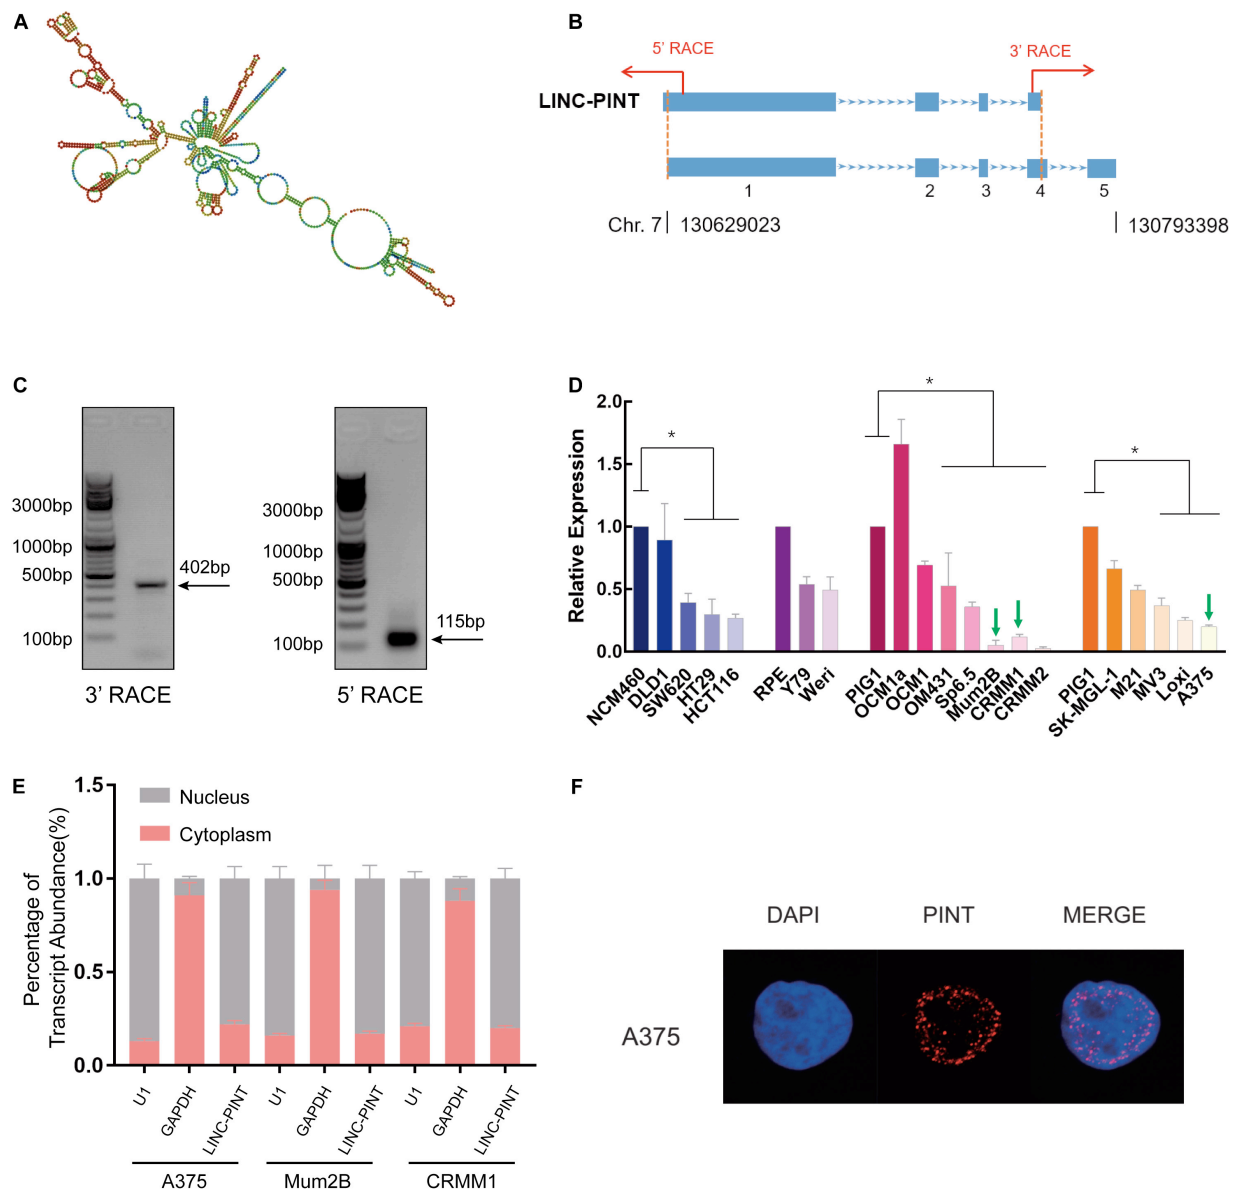 A
B
5’ RACE
3’ RACE
LINC-PINT
1
2
3
4
5
Chr. 7
130629023
130793398
C
3000bp
1000bp
500bp
100bp
402bp
3’ RACE
3000bp
1000bp
500bp
100bp
115bp
5’ RACE
D
Relative Expression
2.0
1.5
1.0
0.5
0.0
*
*
*
NCM460
DLD1
SW620
HT29
HCT116
RPE
Y79
Weri
PIG1
OCM1a
OCM1
OM431
Sp6.5
Mum2B
CRMM1
CRMM2
PIG1
SK-MGL-1
M21
MV3
Loxi
A375
E
Percentage of
Transcript Abundance(%)
1.5
1.0
0.5
0.0
Nucleus
Cytoplasm
U1
GAPDH
LINC-PINT
U1
GAPDH
LINC-PINT
U1
GAPDH
LINC-PINT
A375
Mum2B
CRMM1
F
DAPI
PINT
MERGE
A375